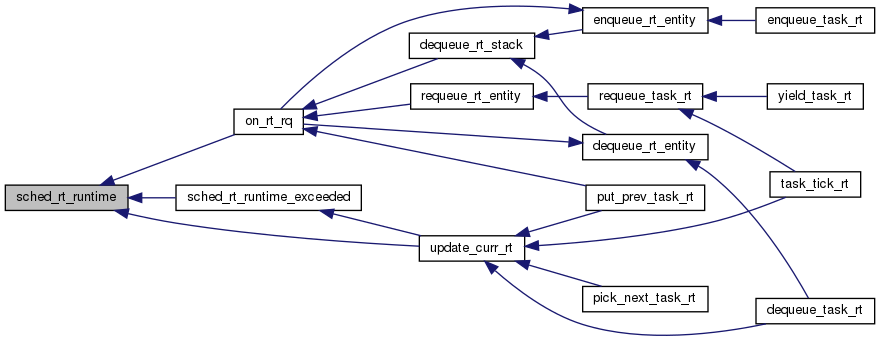 enqueue_rt_entity
enqueue_task_rt
dequeue_rt_stack
requeue_rt_entity
requeue_task_rt
yield_task_rt
on_rt_rq
dequeue_rt_entity
task_tick_rt
sched_rt_runtime
sched_rt_runtime_exceeded
put_prev_task_rt
update_curr_rt
pick_next_task_rt
dequeue_task_rt